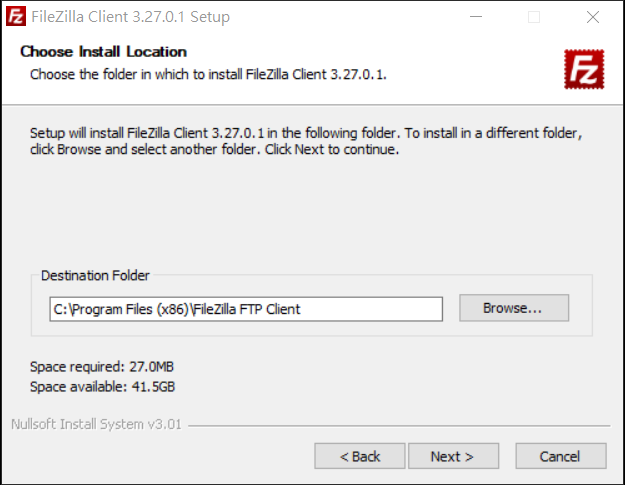 FileZilla Client 3.27.0.1 Setup
Choose Install Location
Choose the folder in which to install FileZilla Client 3.27.0.1.
Fz
Setup will install FileZilla Client 3.27.0.1 in the following folder. To install in a different folder,
click Browse and select another folder. Click Next to continue.
Destination Folder
C:\Program Files (x86)\FileZilla FTP Client
Browse...
Space required: 27.0MB
Space available: 41.5GB
Nullsoft Install System v3.01
< Back
Next >
Cancel